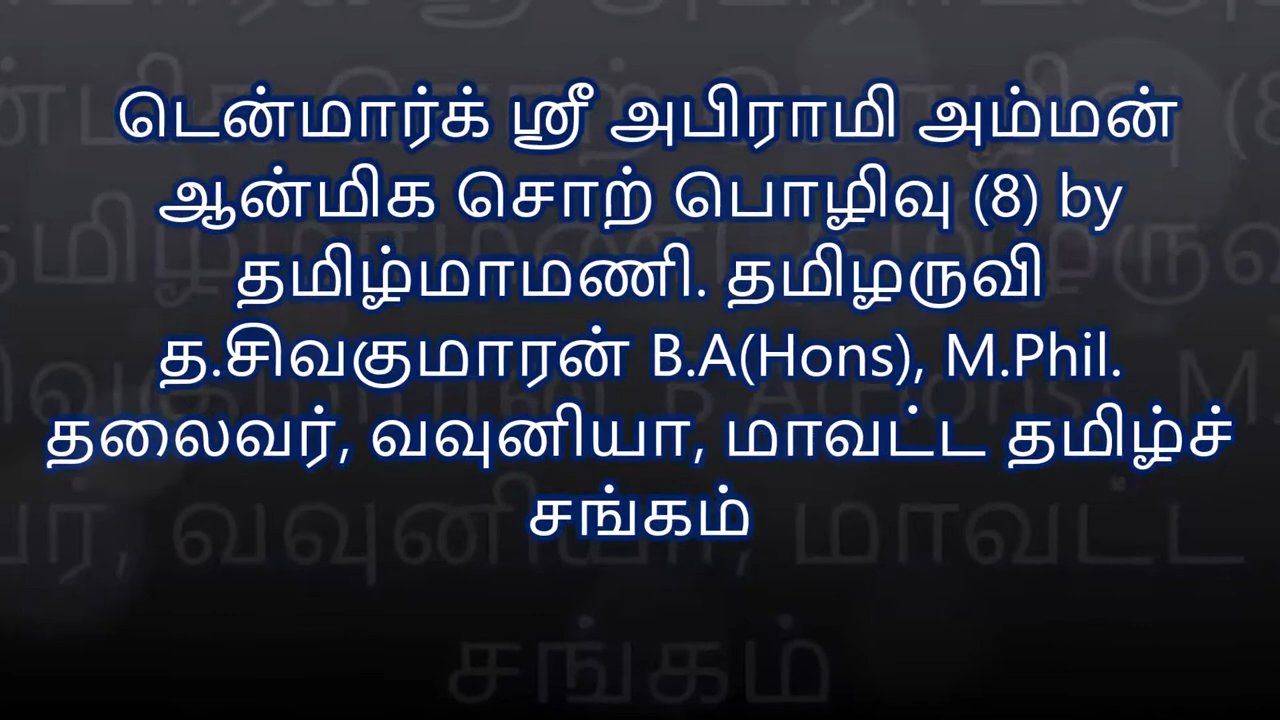 டென்மார்க் ஸ்ரீ அபிராமி அம்மன்
ஆன்மிக சொற் பொழிவு (8) by
தமிழ்மாமணி. தமிழருவி
த.சிவகுமாரன் B.A(Hons), M.Phil.
தலைவர், வவுனியா, மாவட்ட தமிழ்ச்
சங்கம்